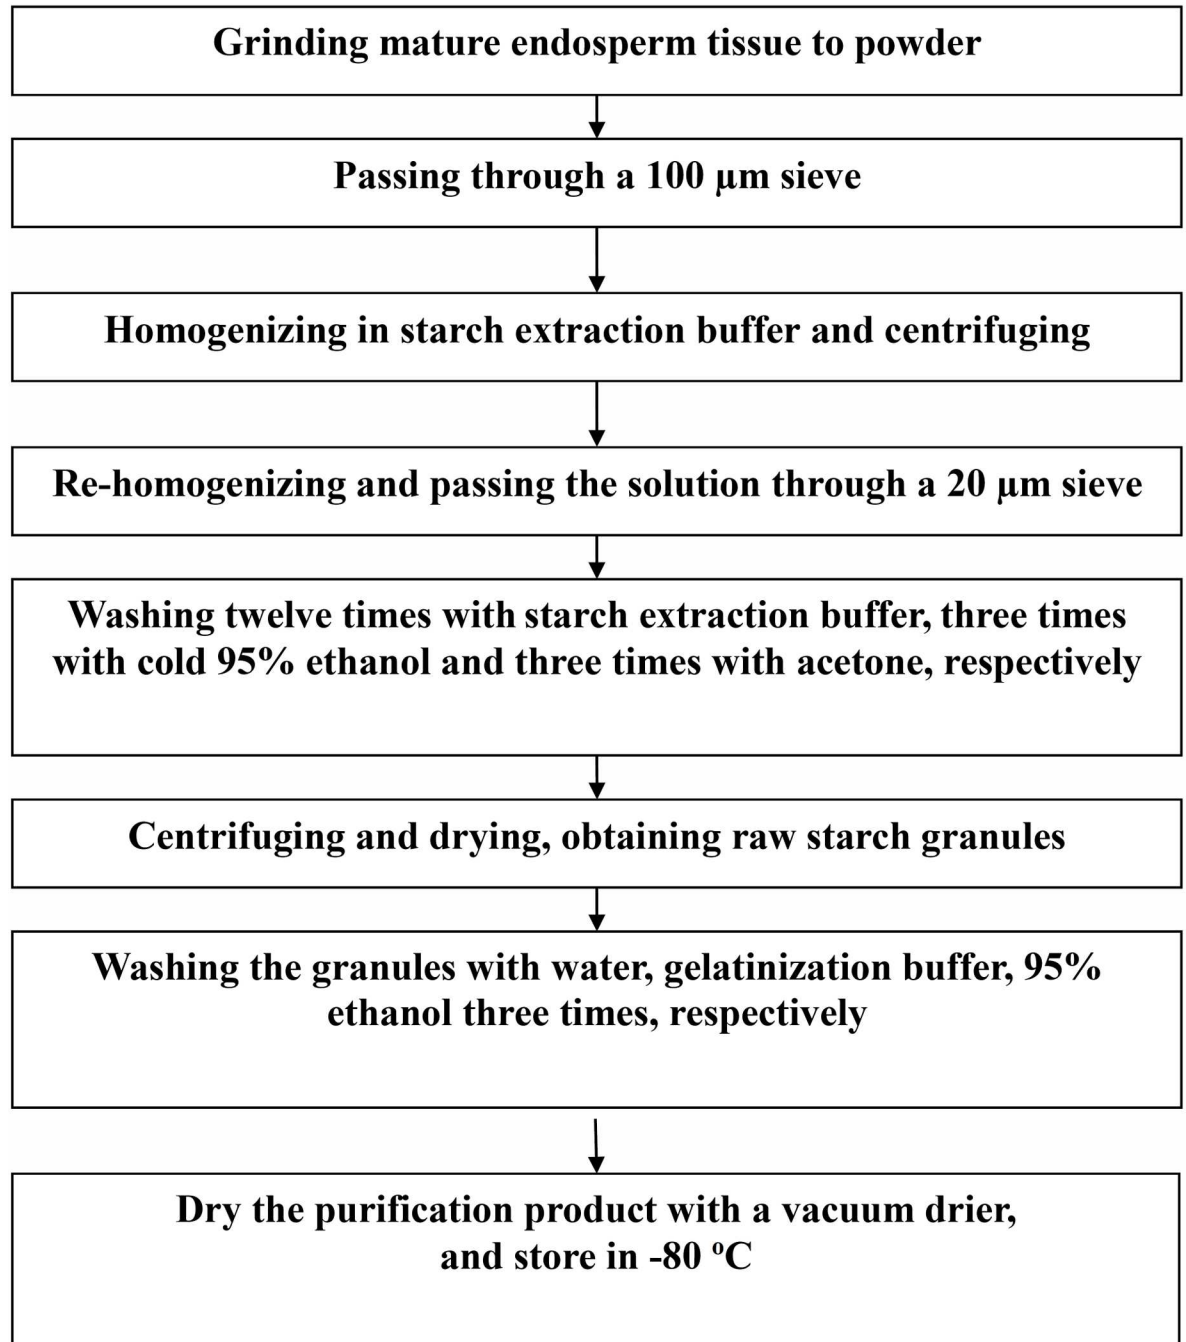 Grinding mature endosperm tissue to powder
Passing through a 100 μm sieve
Homogenizing in starch extraction buffer and centrifuging
Re-homogenizing and passing the solution through a 20 μm sieve
Washing twelve times with starch extraction buffer, three times
with cold 95% ethanol and three times with acetone, respectively
Centrifuging and drying, obtaining raw starch granules
Washing the granules with water, gelatinization buffer, 95%
ethanol three times, respectively
Dry the purification product with a vacuum drier,
and store in -80 ºC